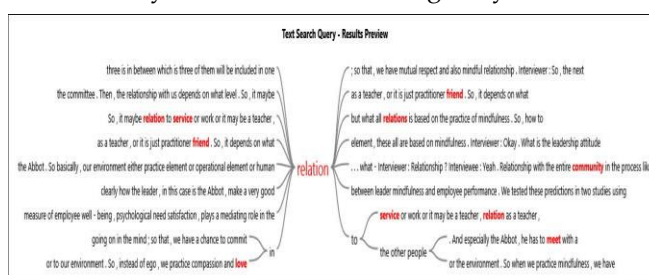 Text Search Query - Results Preview
three is in between which is three of them will be included in one
the committee . Then , the relationship with us depends on what level . So , it maybe
So , it maybe relation to service or work or it may be a teacher ,
as a teacher , or it is just practitioner friend . So , it depends on what
the Abbot . So basically , our environment either practice element or operational element or human
clearly how the leader , in this case is the Abbot , make a very good
measure of employee well - being , psychological need satisfaction , plays a mediating role in the
going on in the mind ; so that , we have a chance to commit
or to our environment . So , instead of ego , we practice compassion and love
in
relation
; so that , we have mutual respect and also mindful relationship . Interviewer : So , the next
as a teacher , or it is just practitioner friend . So , it depends on what
but what all relations is based on the practice of mindfulness . So , how to
element , these all are based on mindfulness . Interviewer : Okay . What is the leadership attitude
. . . what - Interviewer : Relationship ? Interviewee : Yeah . Relationship with the entire community in the process like
between leader mindfulness and employee performance . We tested these predictions in two studies using
to
service or work or it may be a teacher , relation as a teacher ,
the other people
. And especially the Abbot , he has to meet with a
or the environment . So when we practice mindfulness , we have